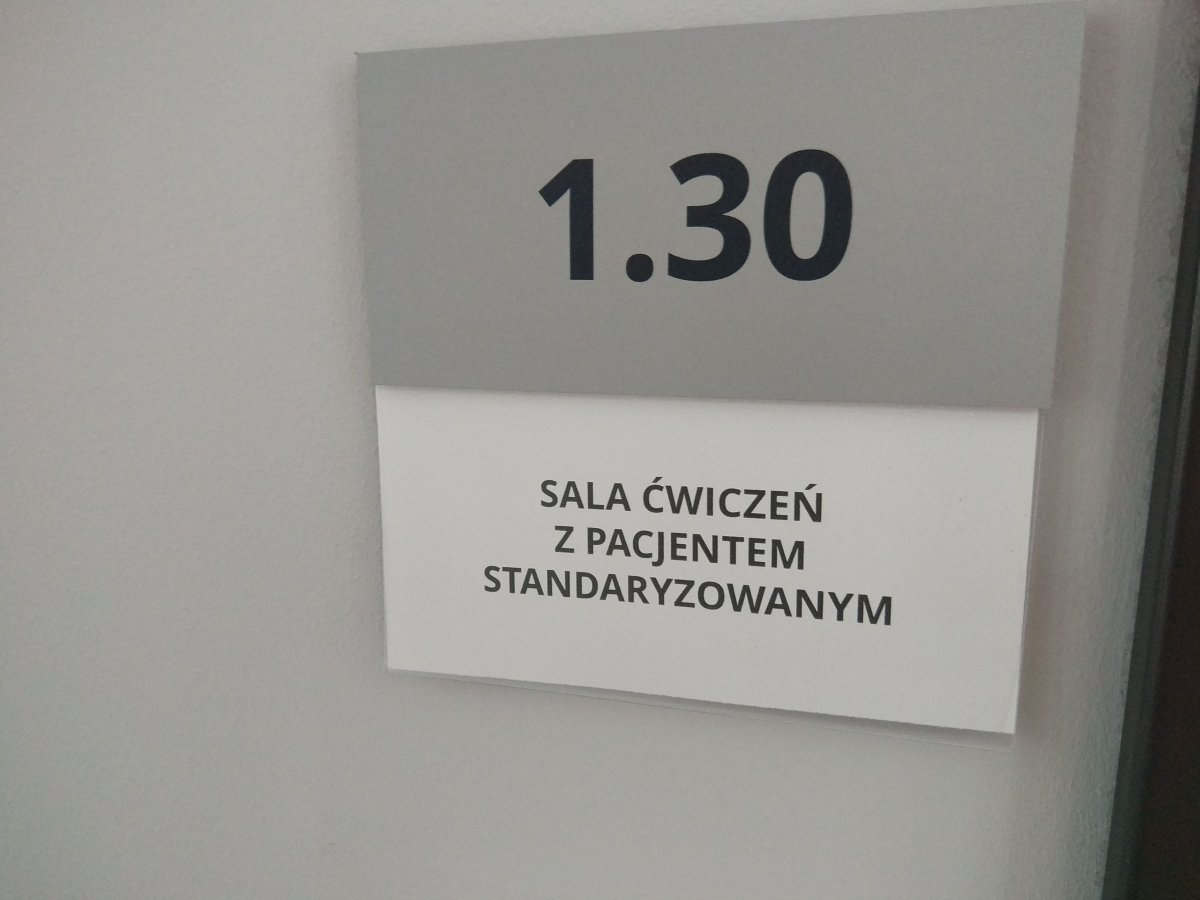 1.30
SALA ĆWICZEŃ
Z PACJENTEM
STANDARYZOWANYM